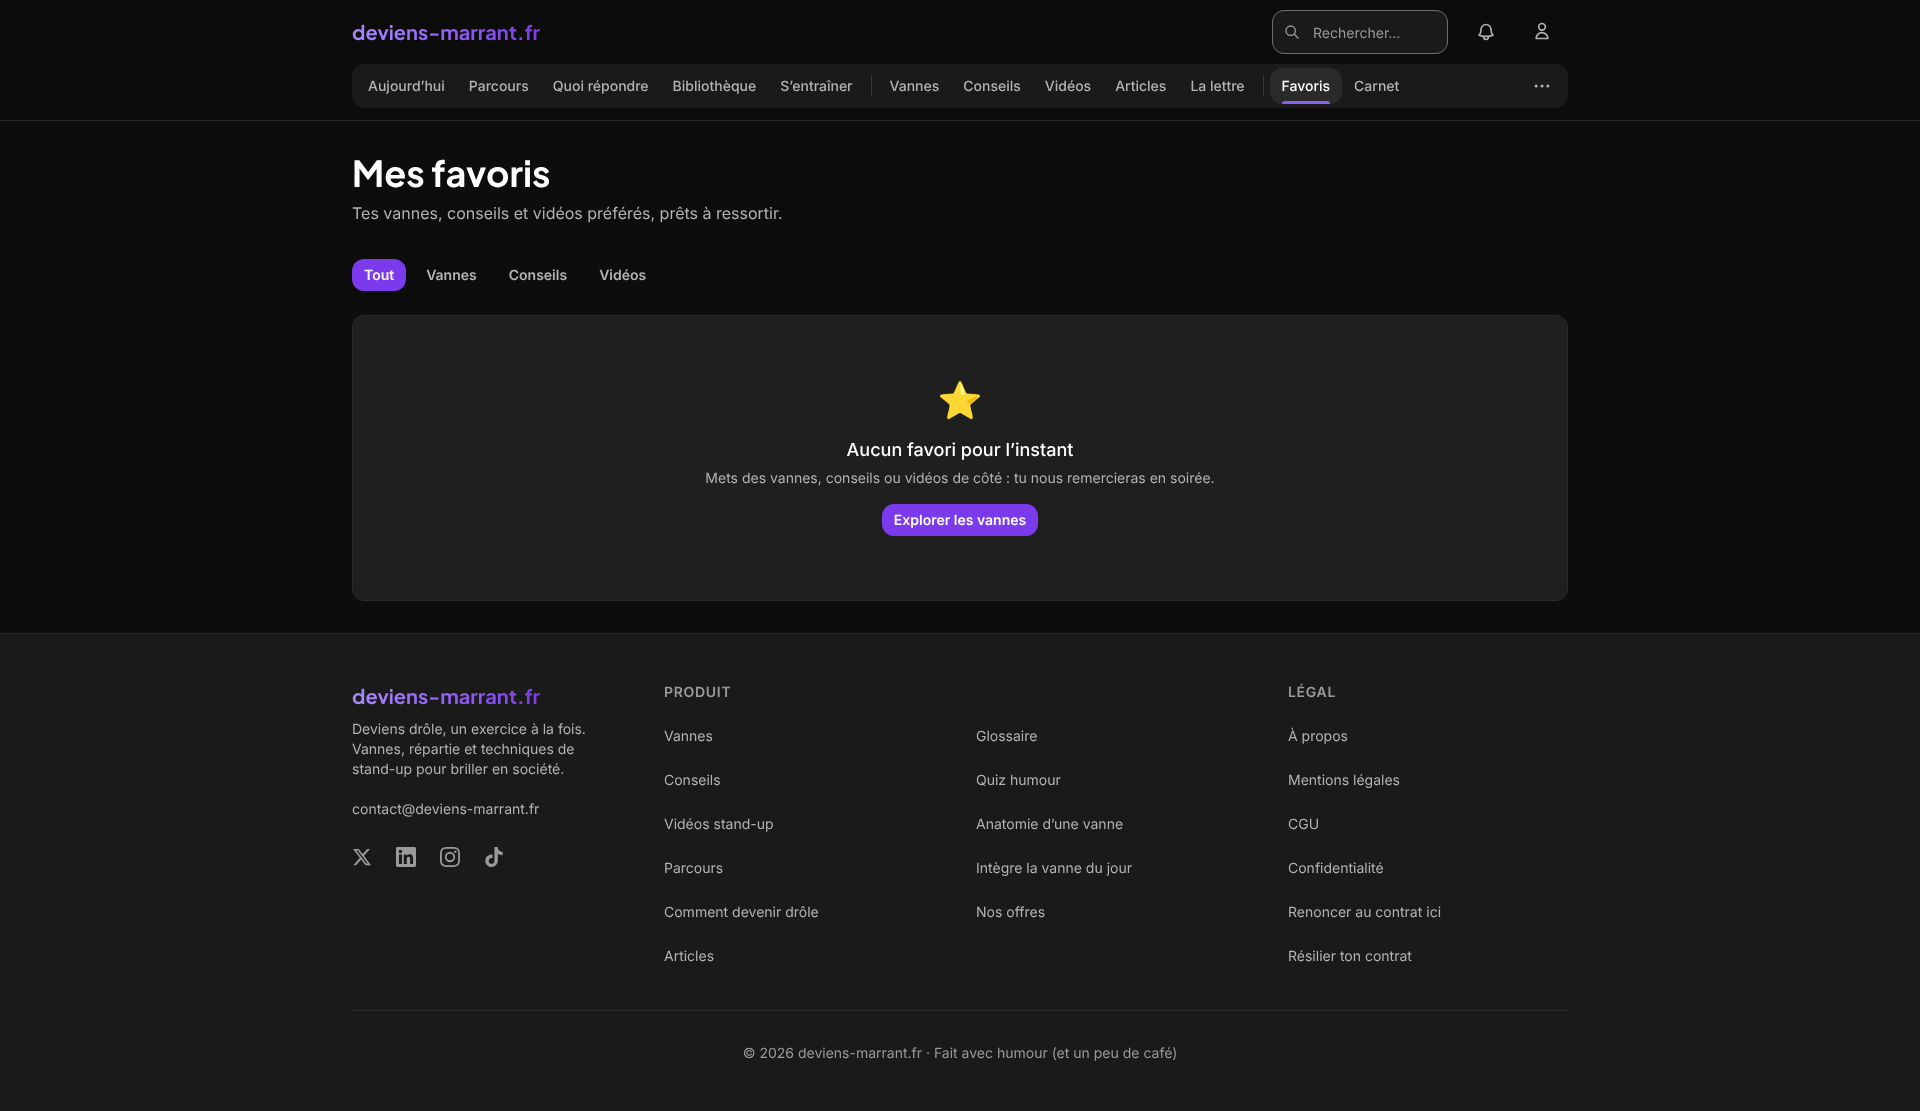 deviens-marrant.fr
Rechercher...
Aujourd’hui Parcours Quoi répondre Bibliothèque S’entraîner Vannes Conseils Vidéos Articles La lettre Favoris Carnet
Mes favoris
Tes vannes, conseils et vidéos préférés, prêts à ressortir.
Tout Vannes Conseils Vidéos
Aucun favori pour l’instant
Mets des vannes, conseils ou vidéos de côté : tu nous remercieras en soirée.
Explorer les vannes
deviens-marrant.fr
Deviens drôle, un exercice à la fois.
Vannes, répartie et techniques de
stand-up pour briller en société.
contact@deviens-marrant.fr
PRODUIT
Vannes
Conseils
Vidéos stand-up
Parcours
Comment devenir drôle
Articles
Glossaire
Quiz humour
Anatomie d’une vanne
Intègre la vanne du jour
Nos offres
LÉGAL
À propos
Mentions légales
CGU
Confidentialité
Renoncer au contrat ici
Résilier ton contrat
© 2026 deviens-marrant.fr · Fait avec humour (et un peu de café)